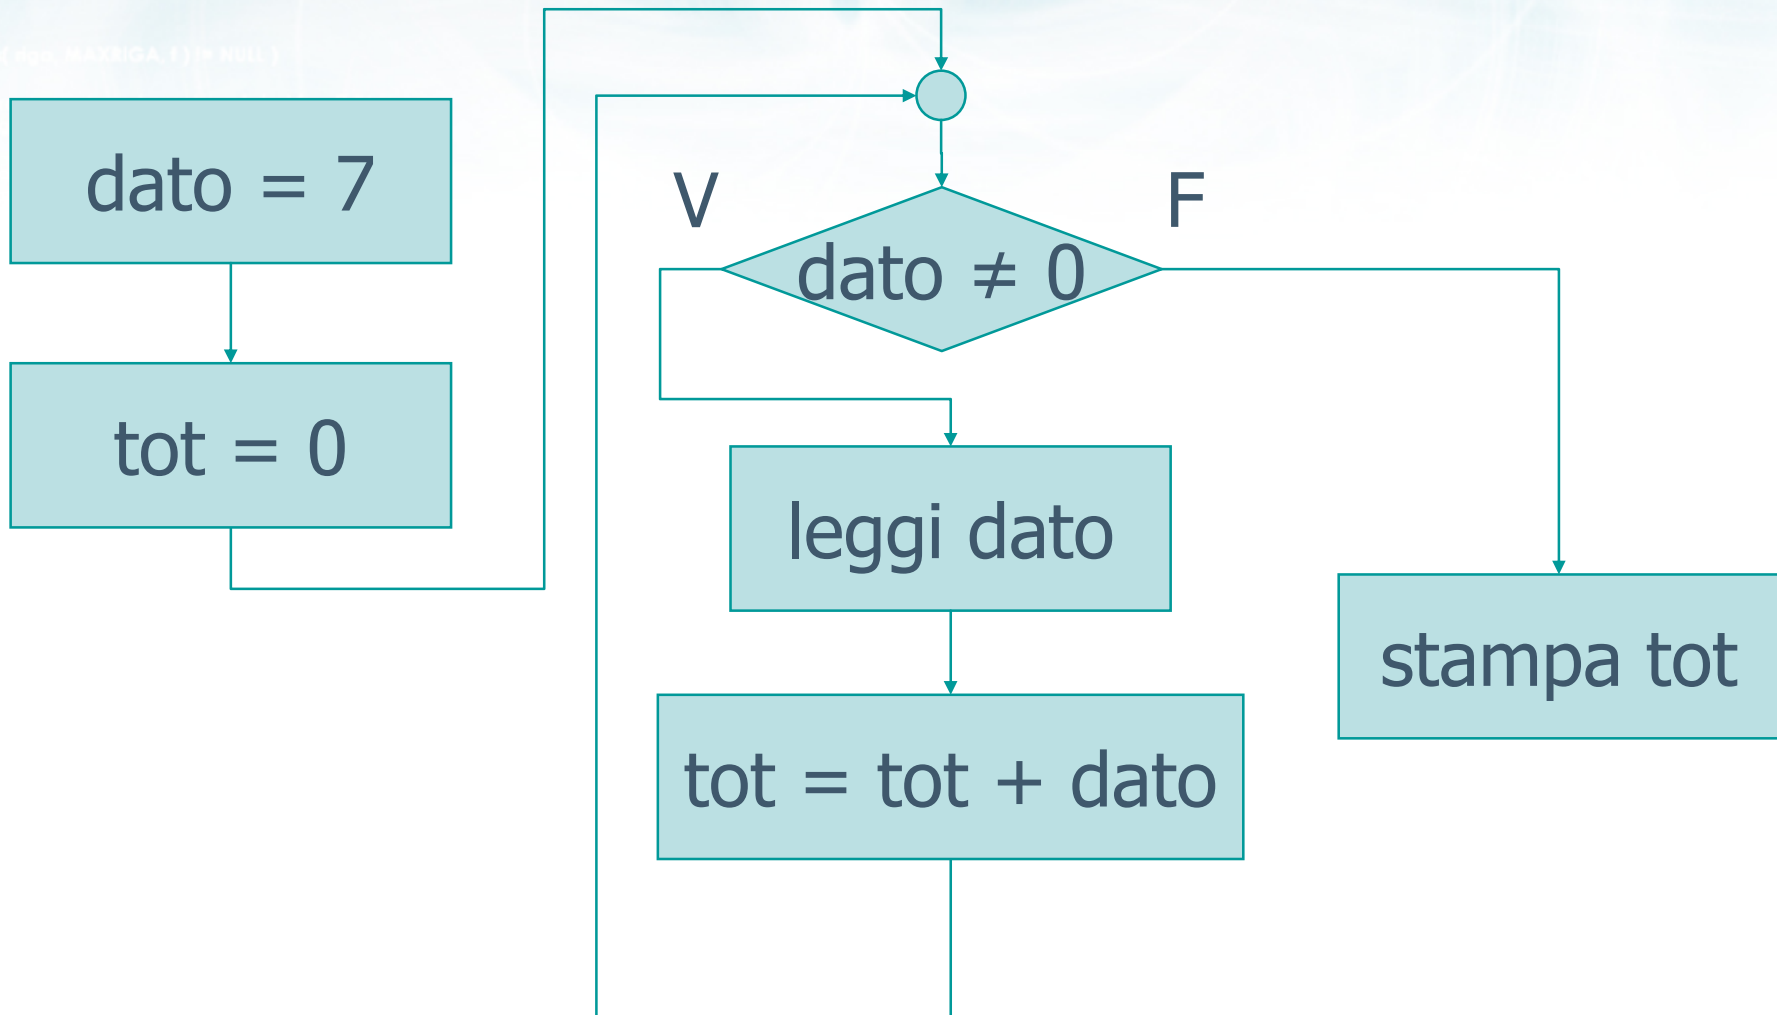 dato = 7
tot = 0
V
F
dato ≠ 0
leggi dato
tot = tot + dato
stampa tot